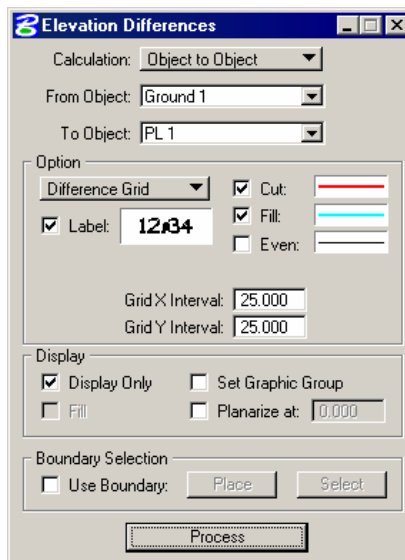 Elevation Differences
Calculation: Object to Object
From Object: Ground 1
To Object: PL 1
Option
Difference Grid
Cut:
Label: 12x34
Fill:
Even:
Grid X Interval: 25.000
Grid Y Interval: 25.000
Display
Display Only
Set Graphic Group
Fill
Planarize at: 0.000
Boundary Selection
Use Boundary: Place Select
Process